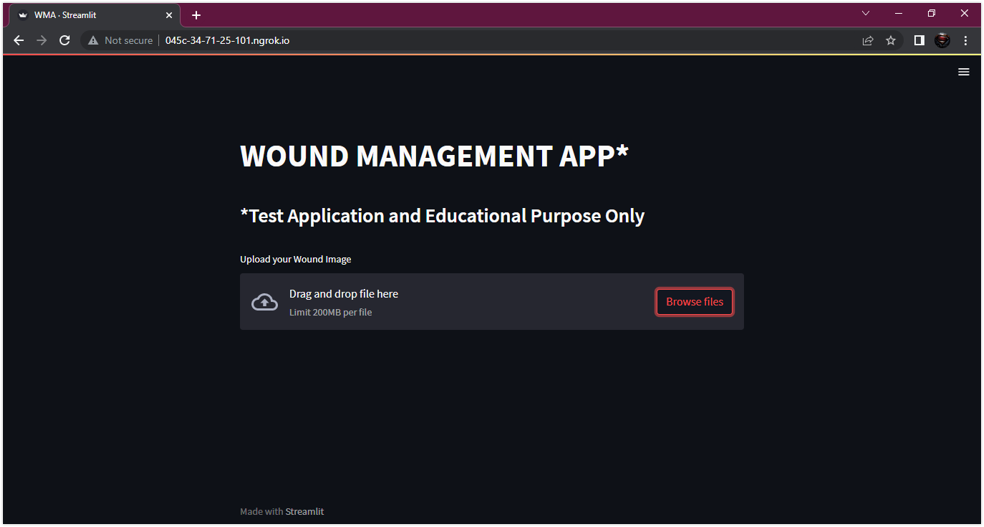 WMA - Streamlit
Not secure | 045c-34-71-25-101.ngrok.io
WOUND MANAGEMENT APP*
*Test Application and Educational Purpose Only
Upload your Wound Image
Drag and drop file here
Browse files
Limit 200MB per file
Made with Streamlit